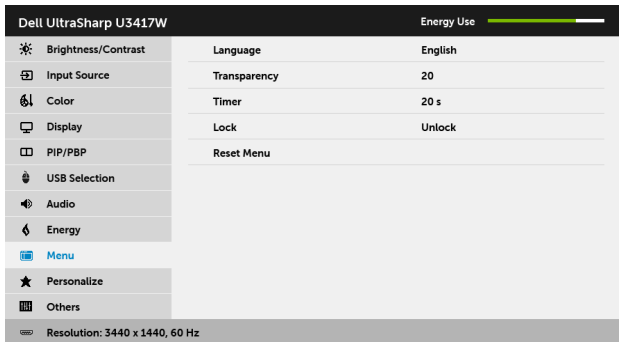 Dell UltraSharp U3417W Energy Use
Brightness/Contrast Language English
Input Source Transparency 20
Color Timer 20 s
Display Lock Unlock
PIP/PBP Reset Menu
USB Selection
Audio
Energy
Menu
Personalize
Others
Resolution: 3440 x 1440, 60 Hz